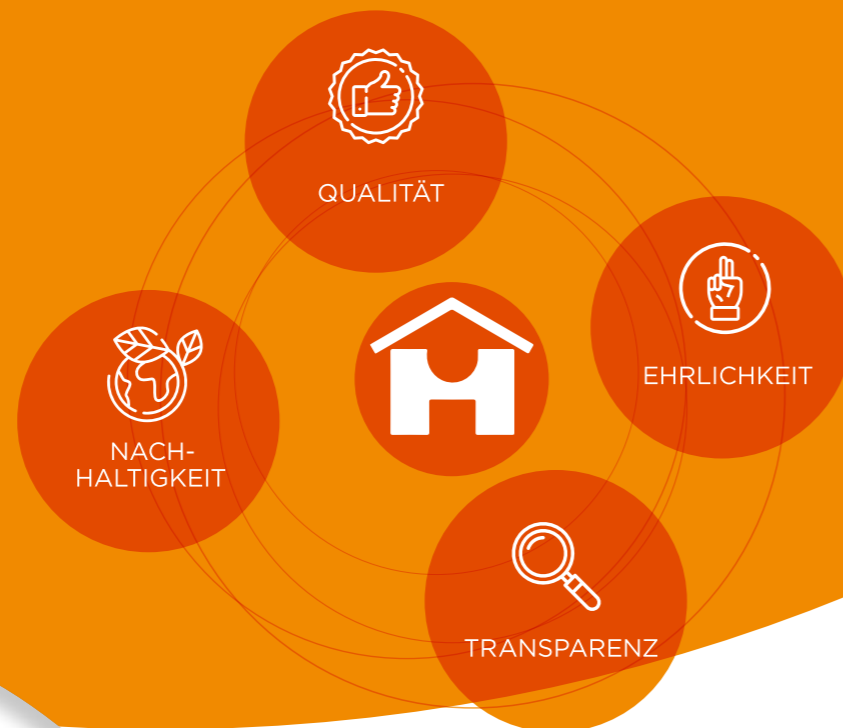 QUALITÄT
EHRLICHKEIT
NACH-
HALTIGKEIT
TRANSPARENZ